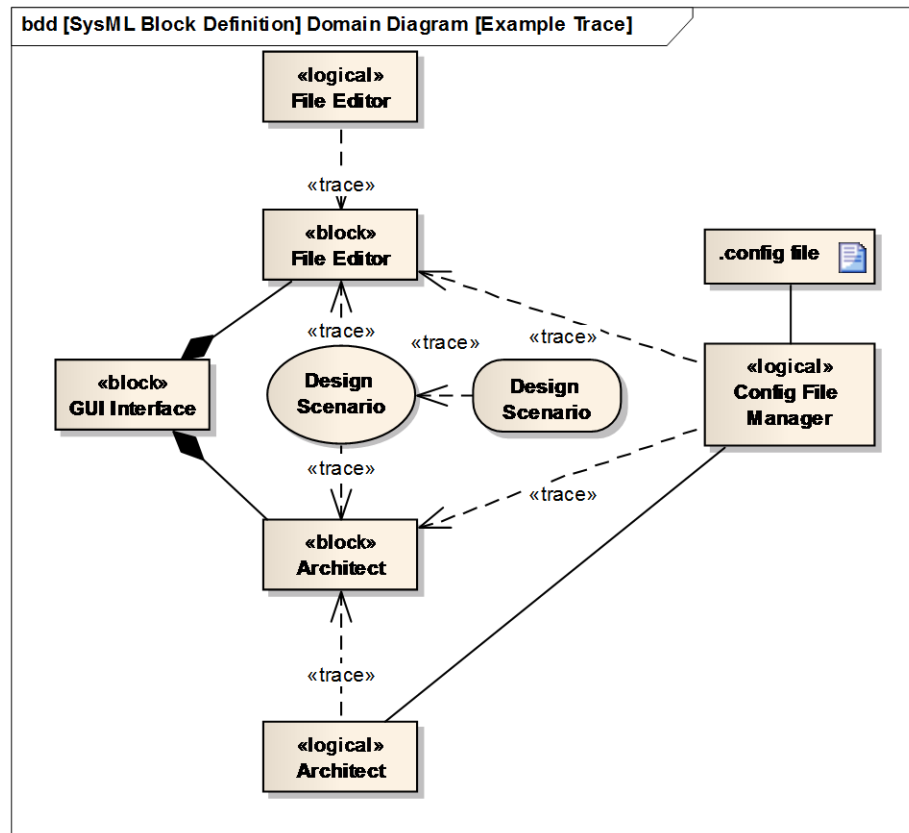 bdd [SysML Block Definition] Domain Diagram [Example Trace]
«logical»
File Editor
«trace»
«block»
File Editor
.config file
«trace»
«trace»
«trace»
«block»
GUI Interface
Design
Scenario
Design
Scenario
«logical»
Config File
Manager
«trace»
«trace»
«block»
Architect
«trace»
«logical»
Architect